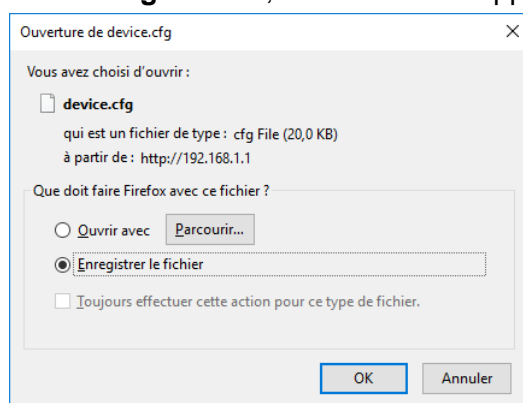 Ouverture de device.cfg
Vous avez choisi d'ouvrir :
device.cfg
qui est un fichier de type : cfg File (20,0 KB)
à partir de : http://192.168.1.1
Que doit faire Firefox avec ce fichier ?
Ouvrir avec Parcourir...
Enregistrer le fichier
Toujours effectuer cette action pour ce type de fichier.
OK Annuler